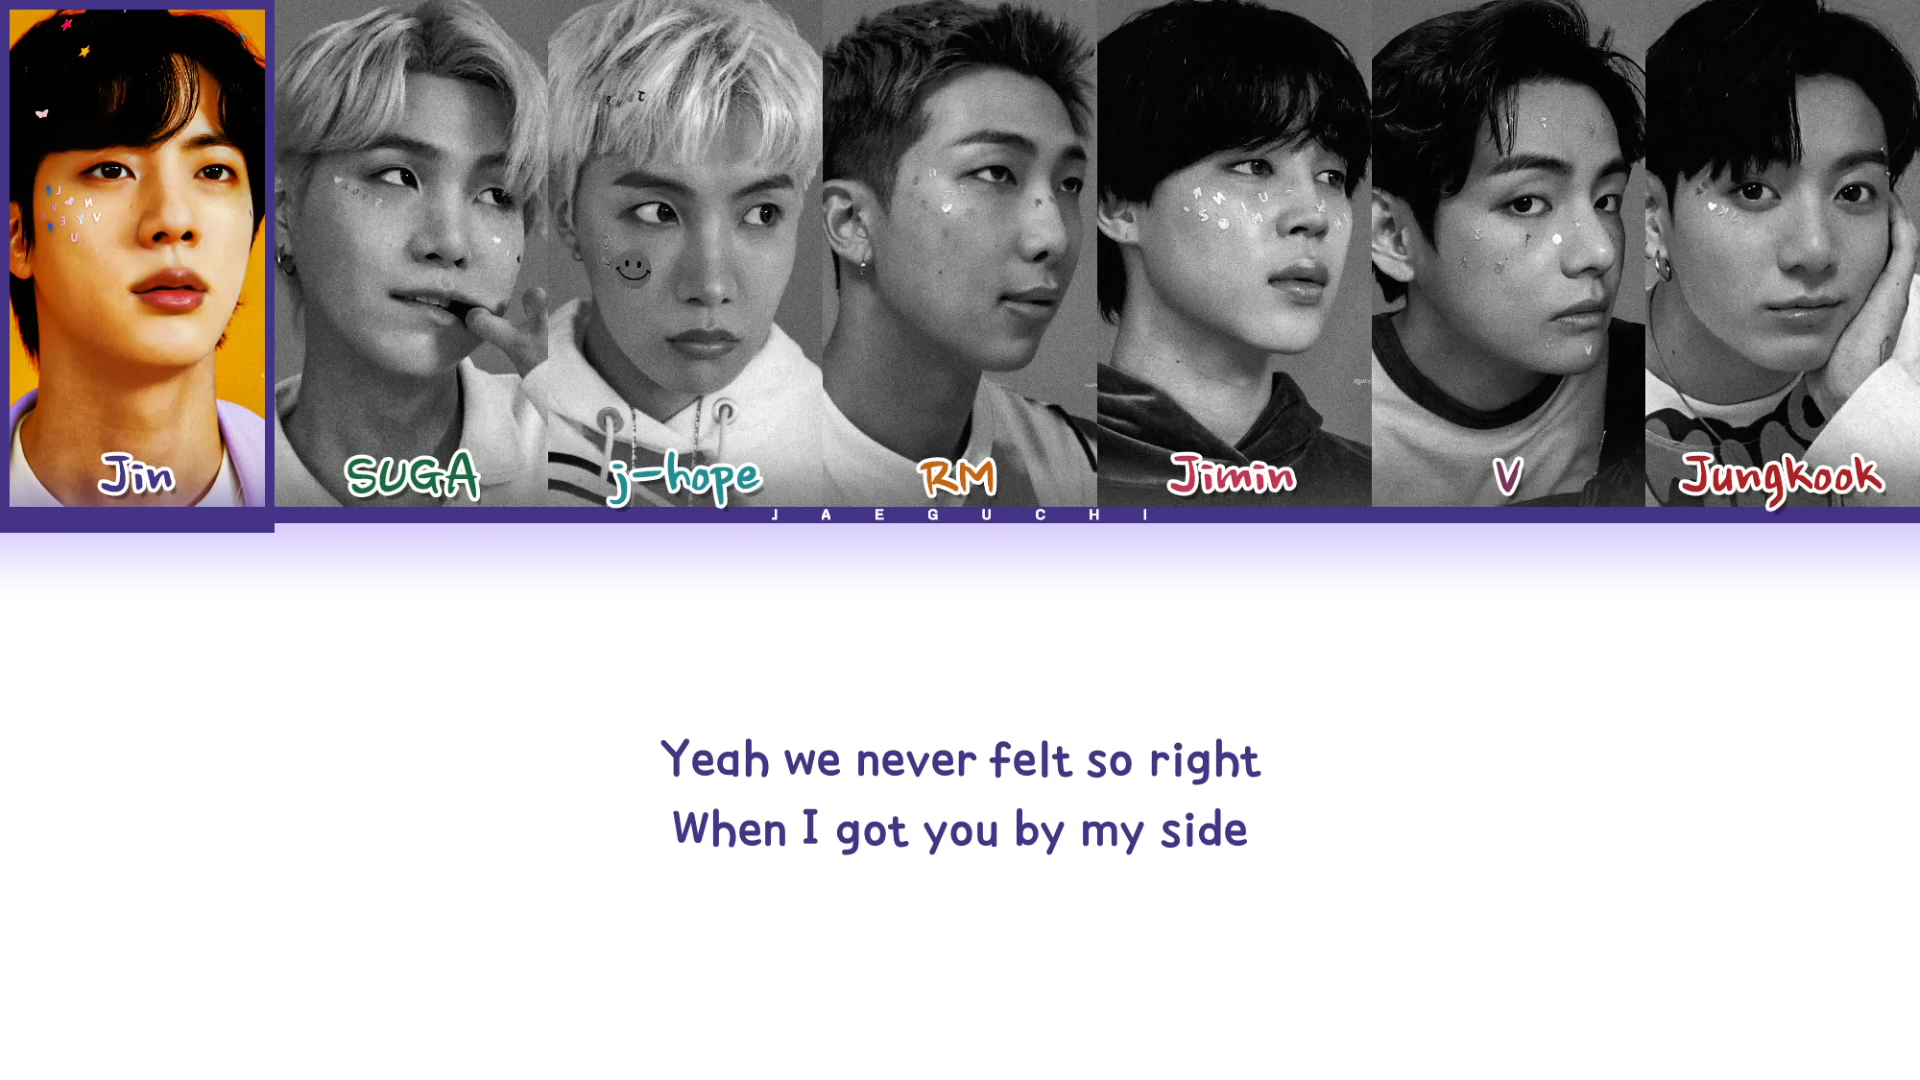 Jin
SUGA
j-hope
RM
Jimin
V
Jungkook
J A E G U C H I
Yeah we never felt so right
When I got you by my side